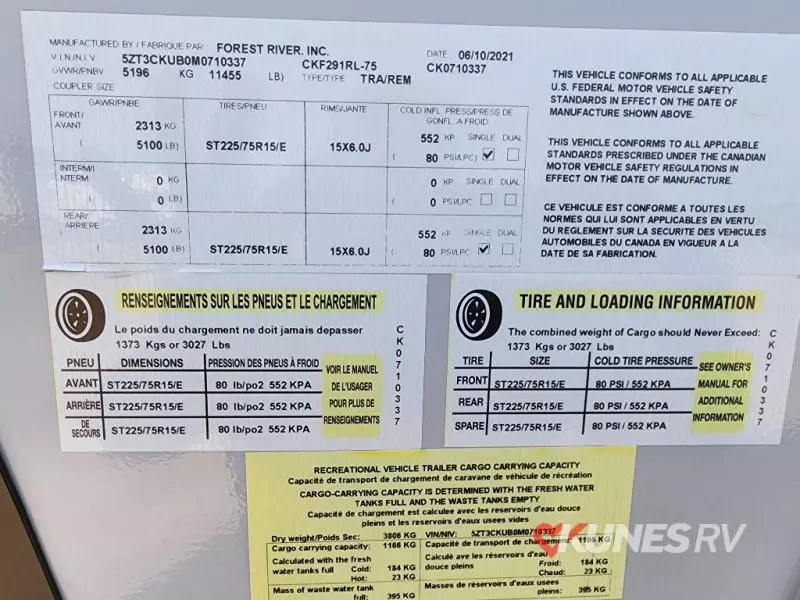 MANUFACTURED BY / FABRIQUE PAR FOREST RIVER, INC. DATE 06/10/2021
V.I.N/N.I.V 5ZT3CKUB0M0710337 CKF291RL-75 CK0710337
GVWR/PNBV 5196 KG 11455 LB) TYPE/TYPE TRA/REM
COUPLER SIZE
GAWR/PNBE TIRES/PNEU RIMS/JANTE COLD INFL PRESS/PRESS DE
GONFL. A FROID
FRONT/
AVANT 2313 KG 552 KP SINGLE DUAL
( 5100 LB) ST225/75R15/E 15X6.0J ( 80 PSI/LPC)
INTERM/I
NTERM 0 KG 0 KP SINGLE DUAL
( 0 LB) ( 0 PSI/LPC
REAR/
ARRIERE 2313 KG 552 KP SINGLE DUAL
( 5100 LB) ST225/75R15/E 15X6.0J ( 80 PSI/LPC
THIS VEHICLE CONFORMS TO ALL APPLICABLE
U.S. FEDERAL MOTOR VEHICLE SAFETY
STANDARDS IN EFFECT ON THE DATE OF
MANUFACTURE SHOWN ABOVE.
THIS VEHICLE CONFORMS TO ALL APPLICABLE
STANDARDS PRESCRIBED UNDER THE CANADIAN
MOTOR VEHICLE SAFETY REGULATIONS IN
EFFECT ON THE DATE OF MANUFACTURE.
CE VEHICULE EST CONFORME A TOUTES LES
NORMES QUI LUI SONT APPLICABLES EN VERTU
DU REGLEMENT SUR LA SECURITE DES VEHICULES
AUTOMOBILES DU CANADA EN VIGUEUR A LA
DATE DE SA FABRICATION.
RENSEIGNEMENTS SUR LES PNEUS ET LE CHARGEMENT
Le poids du chargement ne doit jamais depasser
1373 Kgs or 3027 Lbs
PNEU DIMENSIONS PRESSION DES PNEUS À FROID
AVANT ST225/75R15/E 80 lb/po2 552 KPA
ARRIÈRE ST225/75R15/E 80 lb/po2 552 KPA
DE
SECOURS ST225/75R15/E 80 lb/po2 552 KPA
VOIR LE MANUEL
DE L'USAGER
POUR PLUS DE
RENSEIGNEMENTS
CK0710337
TIRE AND LOADING INFORMATION
The combined weight of Cargo should Never Exceed:
1373 Kgs or 3027 Lbs
TIRE SIZE COLD TIRE PRESSURE
FRONT ST225/75R15/E 80 PSI / 552 KPA
REAR ST225/75R15/E 80 PSI / 552 KPA
SPARE ST225/75R15/E 80 PSI / 552 KPA
SEE OWNER'S
MANUAL FOR
ADDITIONAL
INFORMATION
CK0710337
RECREATIONAL VEHICLE TRAILER CARGO CARRYING CAPACITY
Capacité de transport de chargement de caravane de véhicule de récréation
CARGO-CARRYING CAPACITY IS DETERMINED WITH THE FRESH WATER
TANKS FULL AND THE WASTE TANKS EMPTY
Capacité de chargement est calculee avec les reservoirs d'eau douce
pleins et les reservoirs d'eaux usees vides
Dry weight/Poids Sec: 3806 KG VIN/NIV: 5ZT3CKUB0M0710337
Cargo carrying capacity: 1166 KG Capacitie de transport de chargement: 1166 KG
Calculated with the fresh Calculé ave les réservoirs d'eau
water tanks full Cold: 184 KG douce pleins Froid: 184 KG
Hot: 23 KG Chaud: 23 KG
Mass of waste water tank Masses de réservoirs d'eaux usees
full: 395 KG pleins: 395 KG
KUNES RV